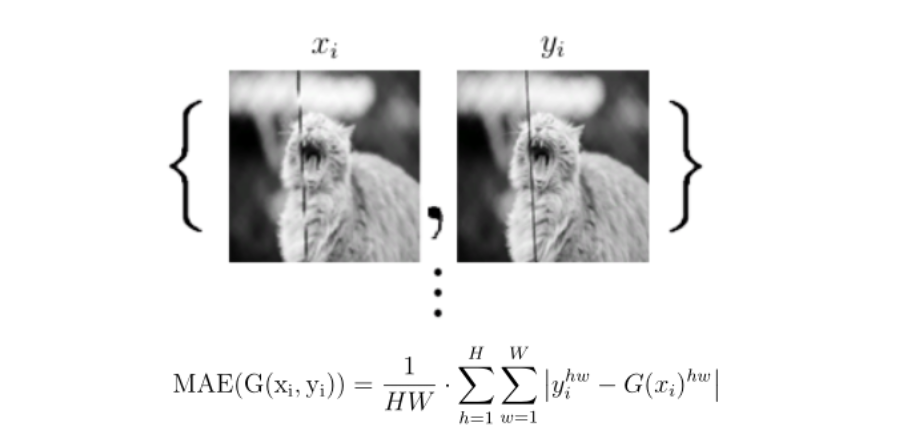 x_i y_i
{ , }
⋮
MAE(G(x_i, y_i)) = \frac{1}{HW} \cdot \sum_{h=1}^{H} \sum_{w=1}^{W} |y_i^{hw} - G(x_i)^{hw}|